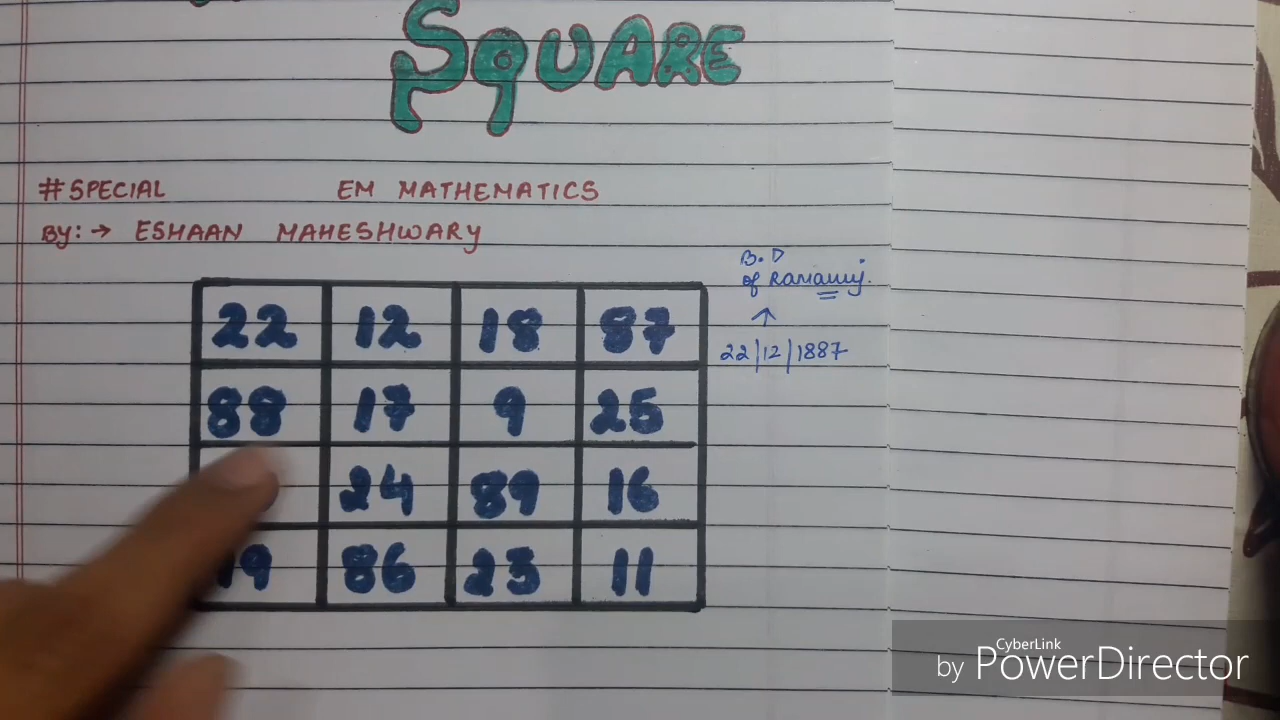 SQUARE
#SPECIAL EM MATHEMATICS
By:→ ESHAAN MAHESHWARY
B.D
of Ramanuj.
↑
22|12|1887
22 12 18 87
88 17 9 25
24 89 16
19 86 23 11
CyberLink
by PowerDirector